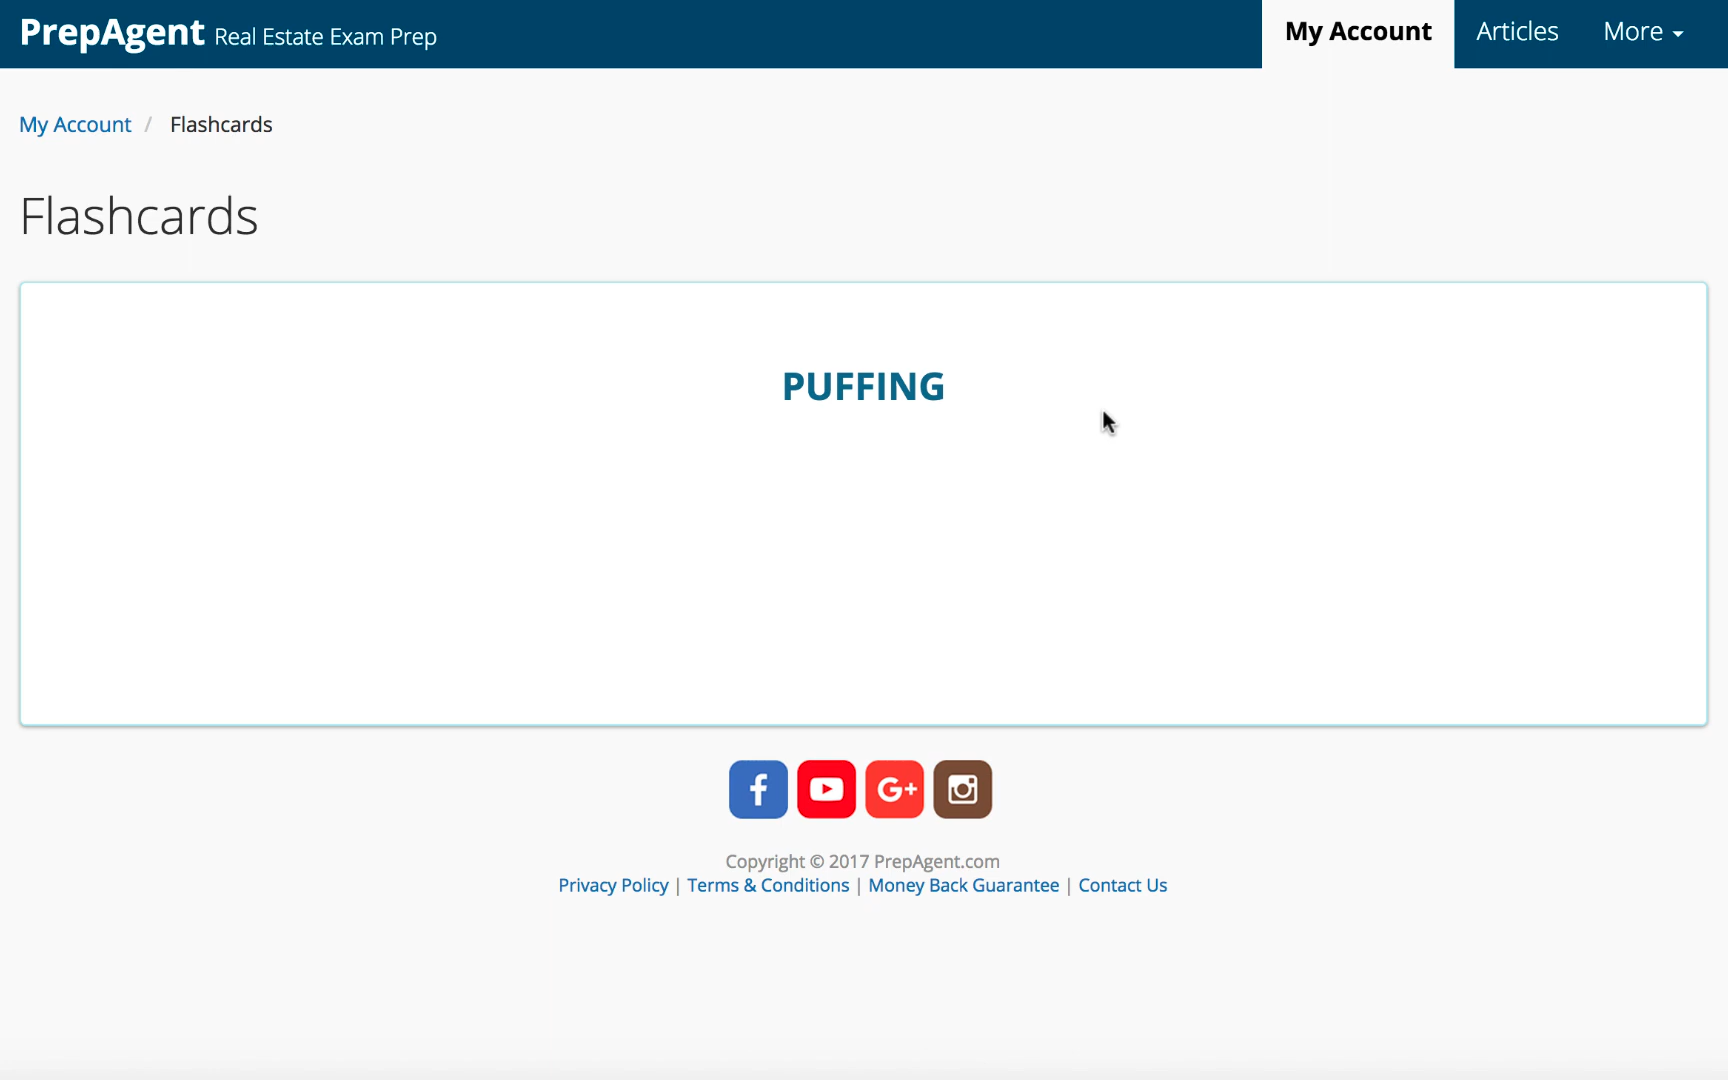 PrepAgent Real Estate Exam Prep
My Account Articles More
My Account / Flashcards
Flashcards
PUFFING
f G+
Copyright © 2017 PrepAgent.com
Privacy Policy | Terms & Conditions | Money Back Guarantee | Contact Us